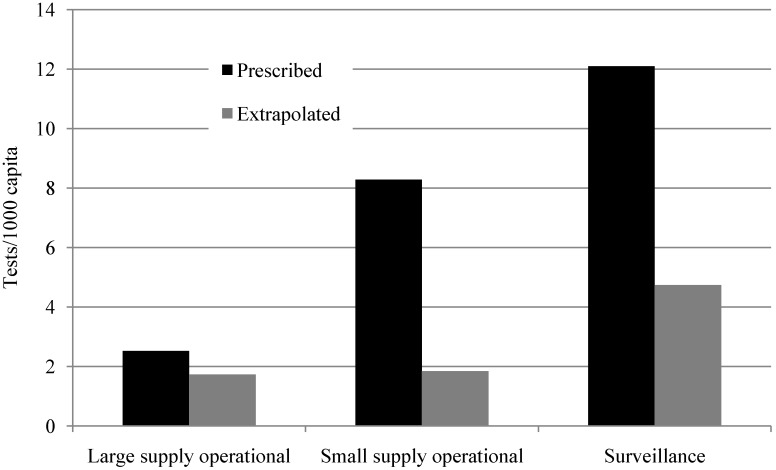 14
12
10
8
6
4
2
0
Tests/1000 capita
Prescribed
Extrapolated
Large supply operational
Small supply operational
Surveillance